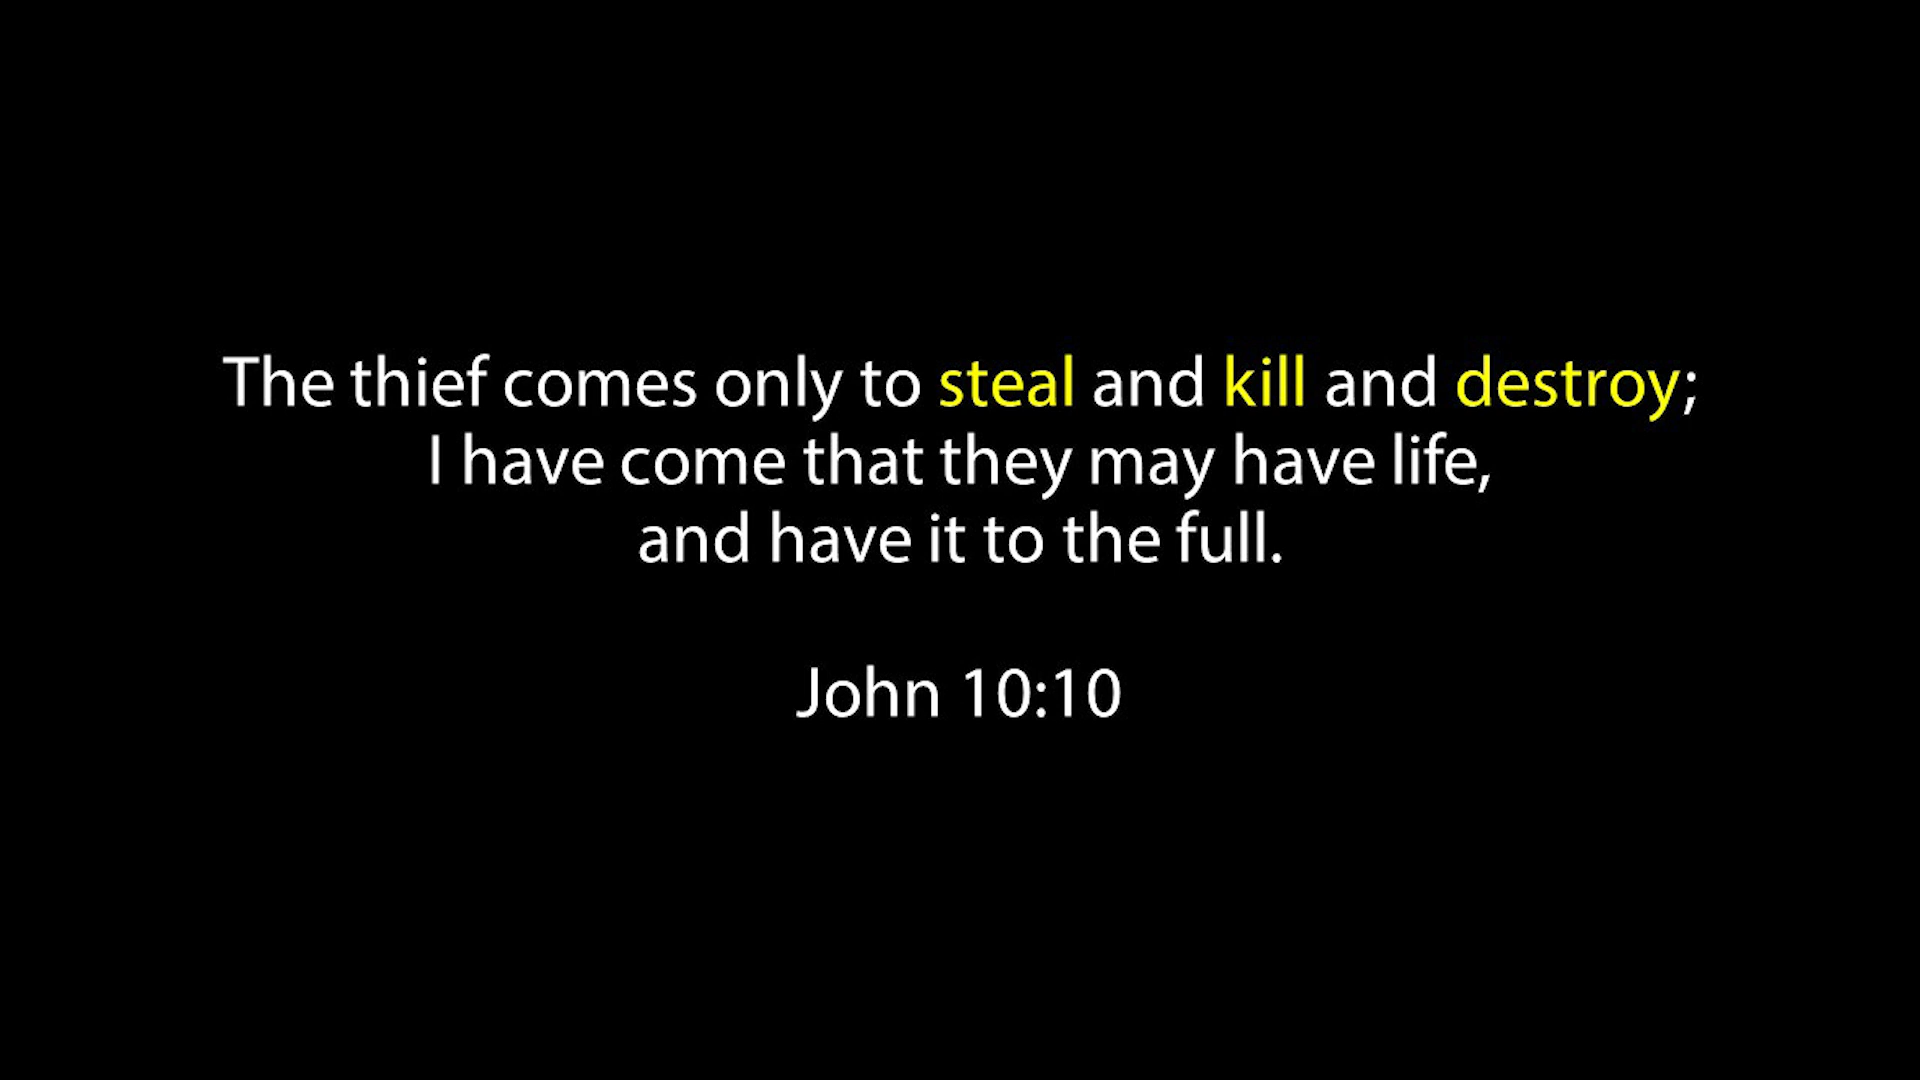 The thief comes only to steal and kill and destroy;
I have come that they may have life,
and have it to the full.
John 10:10